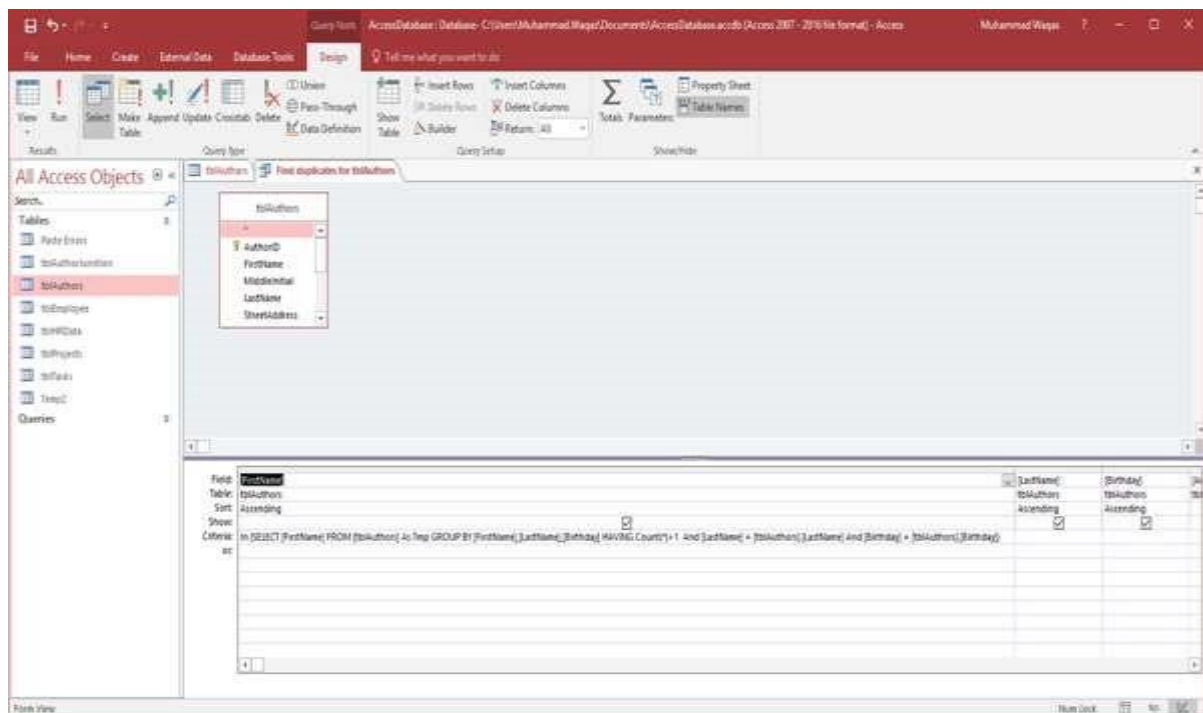 Query Tools
AccessDatabase : Database- C:\Users\Muhammad.Waqas\Documents\AccessDatabase.accdb (Access 2007 - 2016 file format) - Access
Muhammad Waqas
?
File
Home
Create
External Data
Database Tools
Design
Tell me what you want to do
View
Run
Select
Make Table
Append
Update
Crosstab
Delete
Union
Pass-Through
Data Definition
Show Table
Insert Rows
Delete Rows
Builder
Insert Columns
Delete Columns
Return: All
Totals
Parameters
Property Sheet
Table Names
Results
Query Type
Query Setup
Show/Hide
All Access Objects
Search..
Tables
Paste Errors
tblAuthors
tblEmployee
tblHRData
tblProjects
tblTasks
Temp2
Queries
tblAuthors
Find duplicates for tblAuthors
tblAuthors
*
AuthorID
FirstName
MiddleInitial
LastName
StreetAddress
Field: [FirstName] [LastName] [Birthday]
Table: tblAuthors tblAuthors tblAuthors
Sort: Ascending Ascending Ascending
Show:
Criteria: In (SELECT [FirstName] FROM [tblAuthors] As Tmp GROUP BY [FirstName],[LastName],[Birthday] HAVING Count(*)>1 And [LastName] = [tblAuthors].[LastName] And [Birthday] = [tblAuthors].[Birthday])
or:
Form View
Num Lock